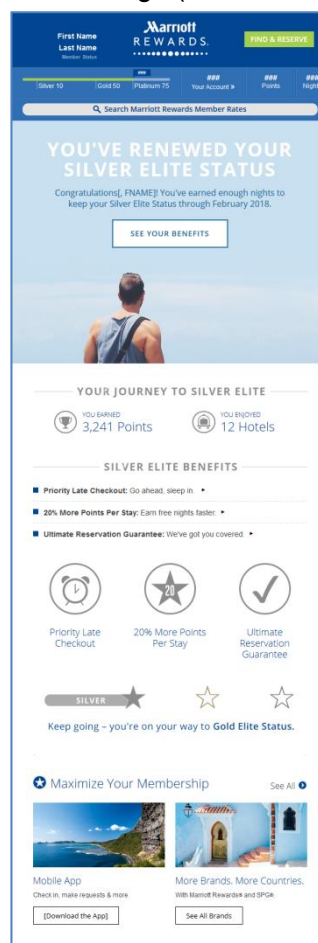 Marriott
REWARDS.
First Name
Last Name
Member Status
FIND & RESERVE
###
Silver 10
Gold 50
Platinum 75
###
Your Account »
###
Points
###
Night
Search Marriott Rewards Member Rates
YOU'VE RENEWED YOUR
SILVER ELITE STATUS
Congratulations[, FNAME]! You've earned enough nights to
keep your Silver Elite Status through February 2018.
SEE YOUR BENEFITS
YOUR JOURNEY TO SILVER ELITE
YOU EARNED
3,241 Points
YOU ENJOYED
12 Hotels
SILVER ELITE BENEFITS
Priority Late Checkout: Go ahead, sleep in.
20% More Points Per Stay: Earn free nights faster.
Ultimate Reservation Guarantee: We've got you covered.
20
Priority Late
Checkout
20% More Points
Per Stay
Ultimate
Reservation
Guarantee
SILVER
Keep going – you're on your way to Gold Elite Status.
Maximize Your Membership
See All
Mobile App
Check in, make requests & more
[Download the App]
More Brands. More Countries.
With Marriott Rewards® and SPG®
See All Brands